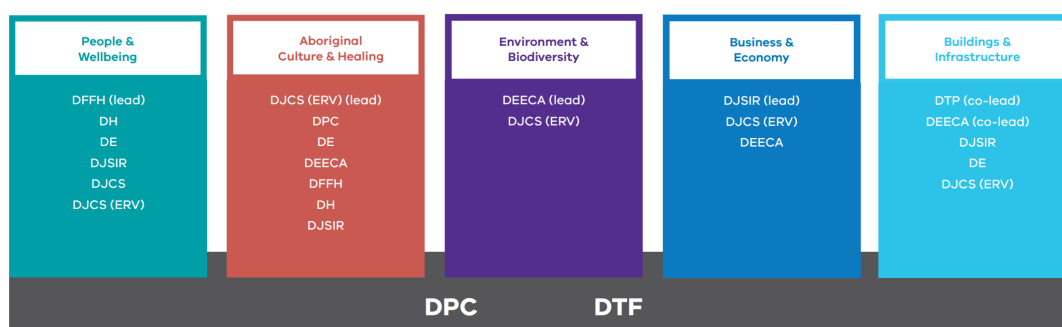 People &
Wellbeing
DFFH (lead)
DH
DE
DJSIR
DJCS
DJCS (ERV)
Aboriginal
Culture & Healing
DJCS (ERV) (lead)
DPC
DE
DEECA
DFFH
DH
DJSIR
Environment &
Biodiversity
DEECA (lead)
DJCS (ERV)
Business &
Economy
DJSIR (lead)
DJCS (ERV)
DEECA
Buildings &
Infrastructure
DTP (co-lead)
DEECA (co-lead)
DJSIR
DE
DJCS (ERV)
DPC DTF